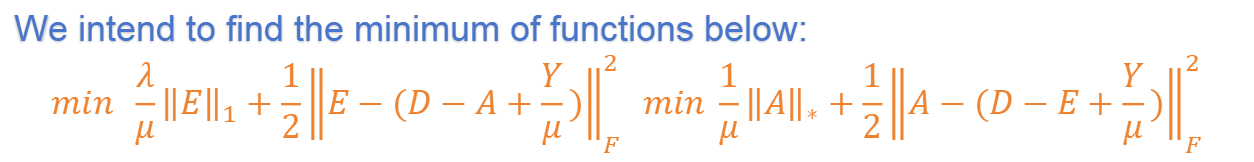 We intend to find the minimum of functions below:
min λ/μ ‖E‖₁ + 1/2 ‖E − (D − A + Y/μ)‖²_F min 1/μ ‖A‖_* + 1/2 ‖A − (D − E + Y/μ)‖²_F